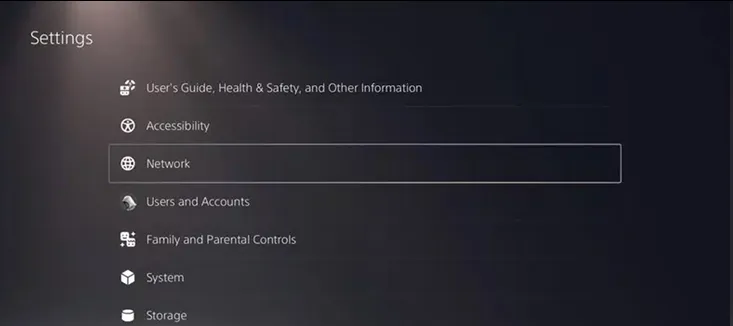 Settings
User's Guide, Health & Safety, and Other Information
Accessibility
Network
Users and Accounts
Family and Parental Controls
System
Storage